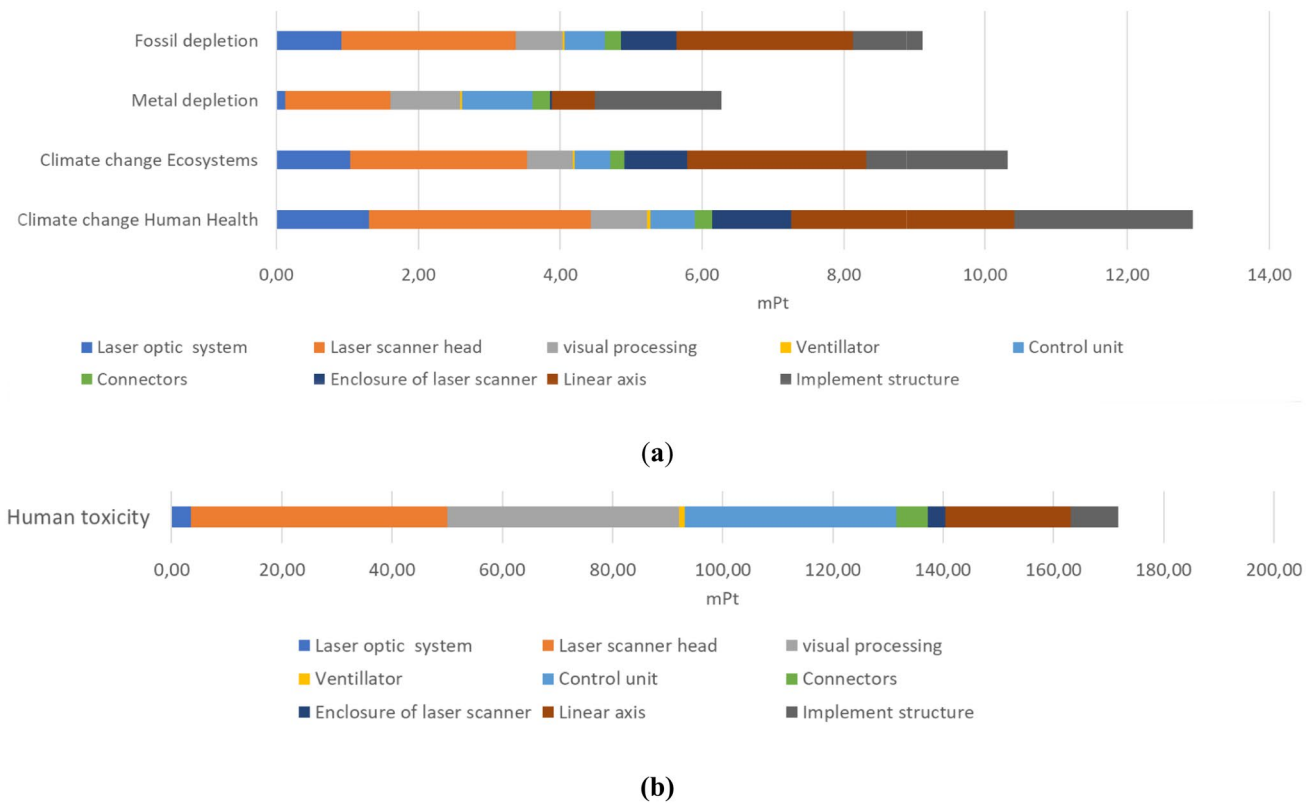 Fossil depletion
Metal depletion
Climate change Ecosystems
Climate change Human Health
0,00 2,00 4,00 6,00 8,00 10,00 12,00 14,00
mPt
Laser optic system Laser scanner head visual processing Ventillator Control unit
Connectors Enclosure of laser scanner Linear axis Implement structure
(a)
Human toxicity
0,00 20,00 40,00 60,00 80,00 100,00 120,00 140,00 160,00 180,00 200,00
mPt
Laser optic system Laser scanner head visual processing
Ventillator Control unit Connectors
Enclosure of laser scanner Linear axis Implement structure
(b)